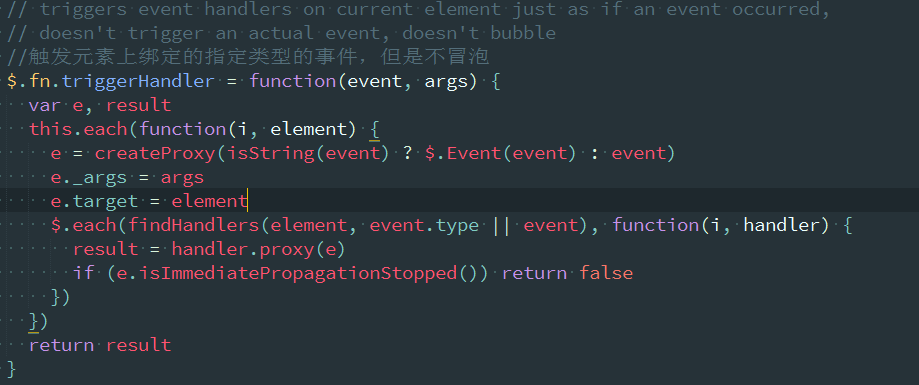 // triggers event handlers on current element just as if an event occurred,
// doesn't trigger an actual event, doesn't bubble
//触发元素上绑定的指定类型的事件，但是不冒泡
$.fn.triggerHandler = function(event, args) {
var e, result
this.each(function(i, element) {
e = createProxy(isString(event) ? $.Event(event) : event)
e._args = args
e.target = element
$.each(findHandlers(element, event.type || event), function(i, handler) {
result = handler.proxy(e)
if (e.isImmediatePropagationStopped()) return false
})
})
return result
}